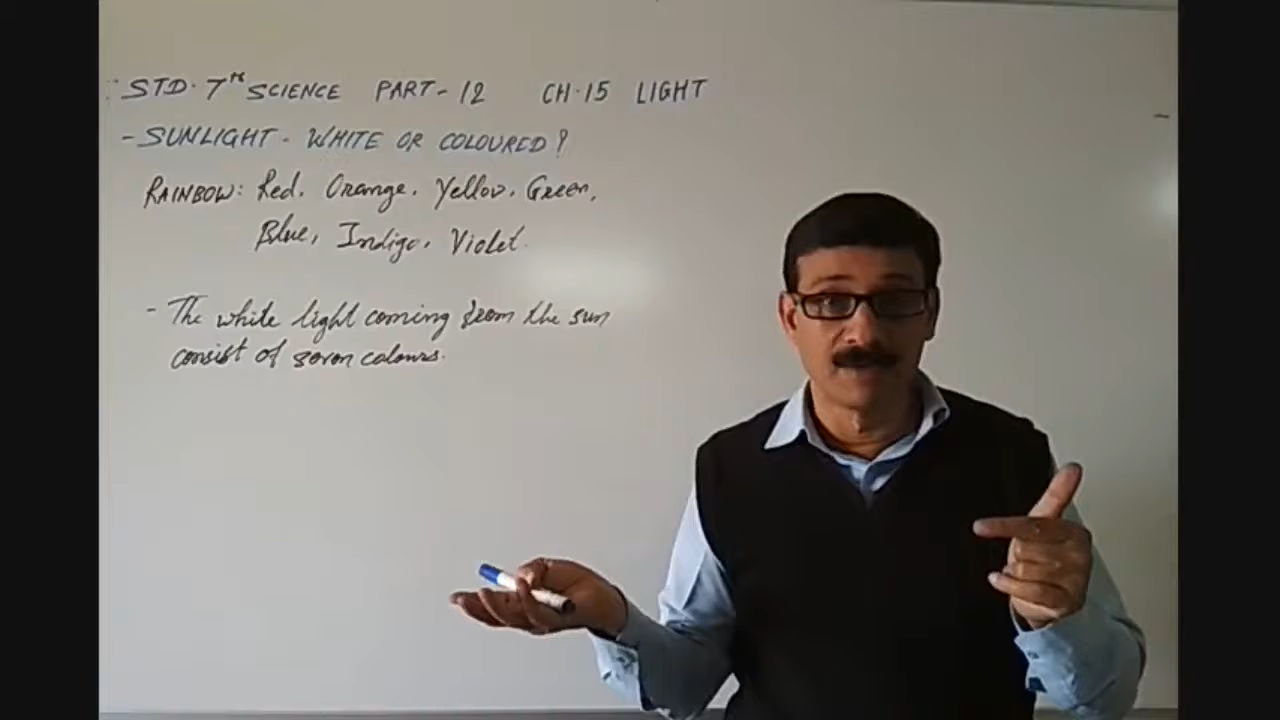 STD. 7TH SCIENCE PART - 12 CH. 15 LIGHT
- SUNLIGHT - WHITE OR COLOURED?
RAINBOW: Red, Orange, Yellow, Green,
Blue, Indigo, Violet.
- The white light coming from the sun
consist of seven colours.